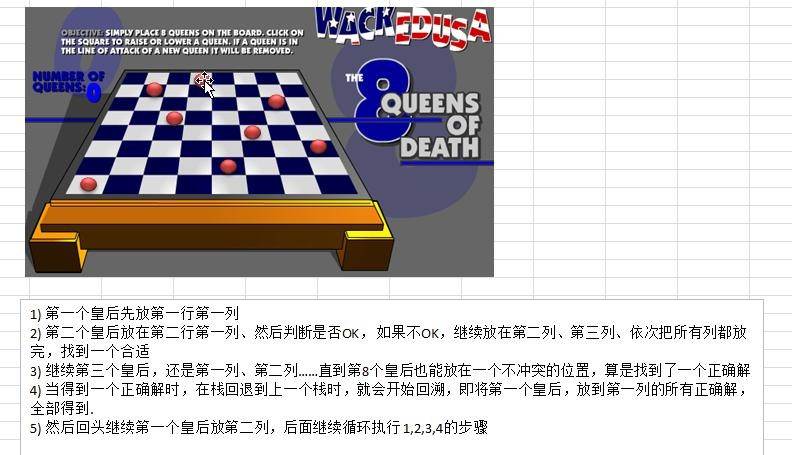 WACKEDUSA
OBJECTIVE: SIMPLY PLACE 8 QUEENS ON THE BOARD. CLICK ON
THE SQUARE TO RAISE OR LOWER A QUEEN. IF A QUEEN IS IN
THE LINE OF ATTACK OF A NEW QUEEN IT WILL BE REMOVED.
NUMBER OF
QUEENS: 0
THE 8
QUEENS
OF
DEATH
1) 第一个皇后先放第一行第一列
2) 第二个皇后放在第二行第一列、然后判断是否OK，如果不OK，继续放在第二列、第三列、依次把所有列都放
完，找到一个合适
3) 继续第三个皇后，还是第一列、第二列……直到第8个皇后也能放在一个不冲突的位置，算是找到了一个正确解
4) 当得到一个正确解时，在栈回退到上一个栈时，就会开始回溯，即将第一个皇后，放到第一列的所有正确解，
全部得到.
5) 然后回头继续第一个皇后放第二列，后面继续循环执行 1,2,3,4的步骤